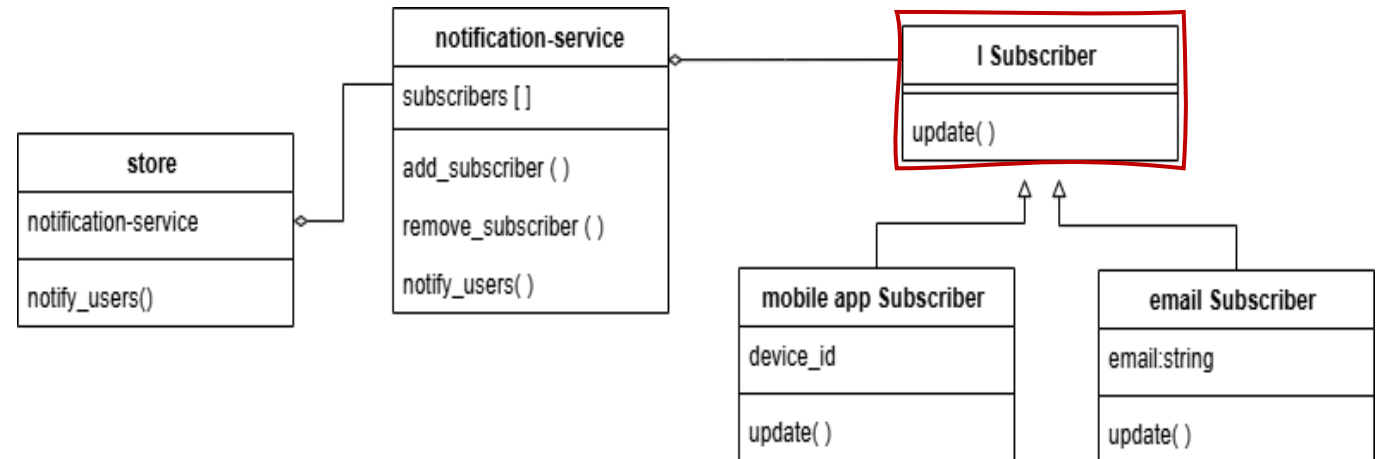 store
notification-service
notify_users()
notification-service
subscribers [ ]
add_subscriber ( )
remove_subscriber ( )
notify_users( )
I Subscriber
update( )
mobile app Subscriber
device_id
update( )
email Subscriber
email:string
update( )